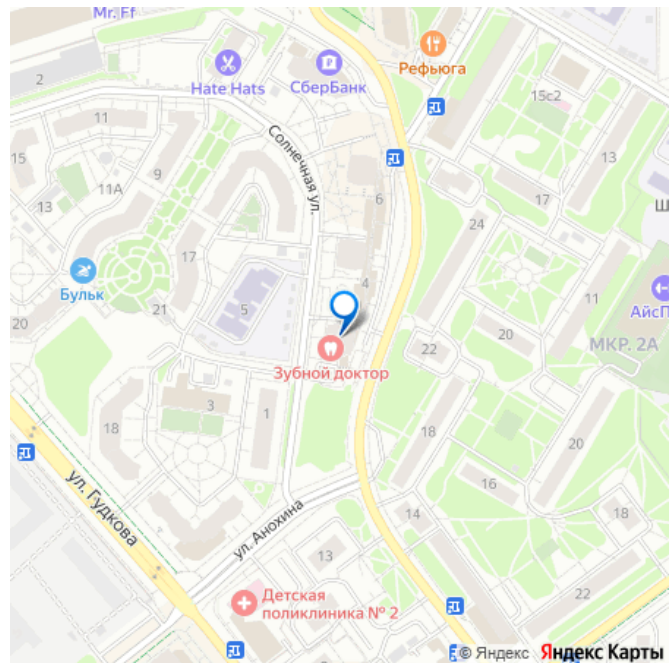 Mr. Ff
2
Hate Hats
СберБанк
Рефьюга
15с2
11
Солнечная ул.
15
9
11А
13
13
6
17
Ш
24
17
4
Бульк
5
21
11
АйсП
20
20
МКР. 2А
22
Зубной доктор
3
1
18
18
20
16
ул. Гудкова
ул. Анохина
14
18
13
Детская
поликлиника № 2
22
© Яндекс Яндекс Карты